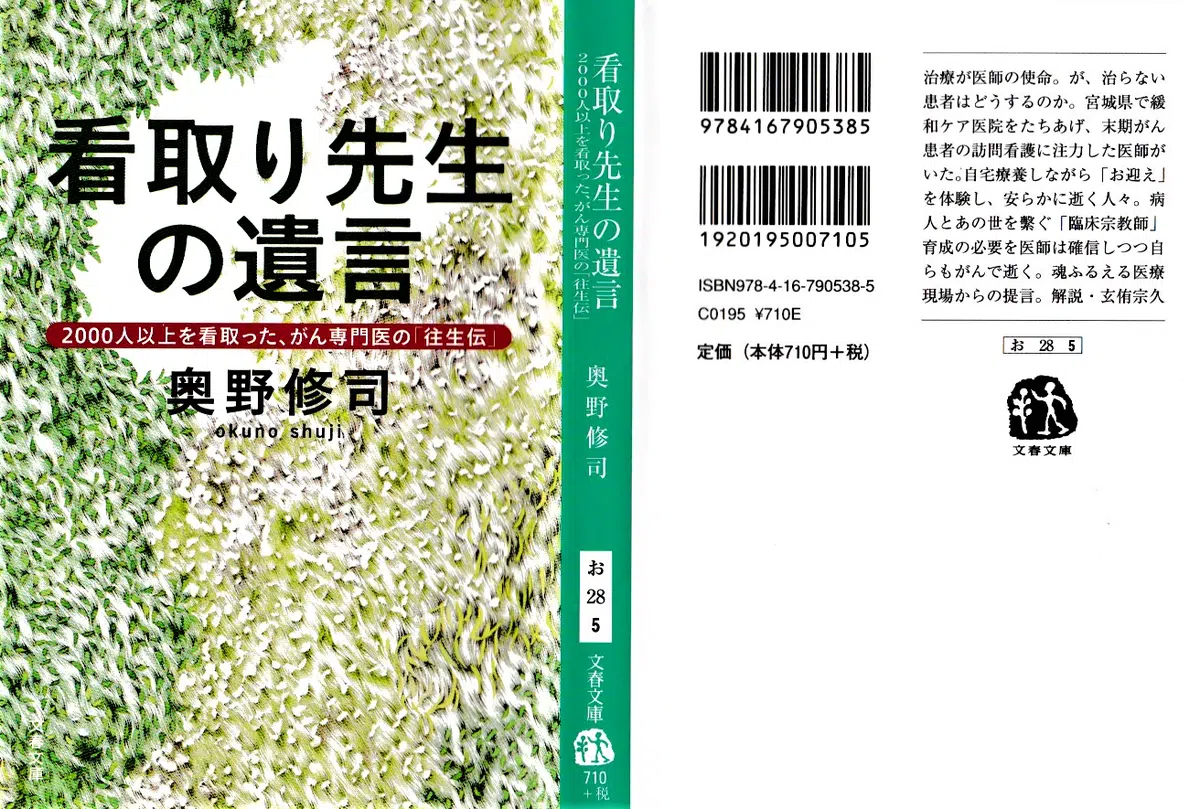 看取り先生
の遺言
2000人以上を看取った、がん専門医の「往生伝」
奥野修司
okuno shuji
文春文庫
看取り先生の遺言
2000人以上を看取った、がん専門医の「往生伝」
奥野修司
お
28
5
文春文庫
710
+税
9784167905385
1920195007105
ISBN978-4-16-790538-5
C0195 ¥710E
定価(本体710円+税)
治療が医師の使命。が、治らない
患者はどうするのか。宮城県で緩
和ケア医院をたちあげ、末期がん
患者の訪問看護に注力した医師が
いた。自宅療養しながら「お迎え」
を体験し、安らかに逝く人々。病
人とあの世を繫ぐ「臨床宗教師」
育成の必要を医師は確信しつつ自
らもがんで逝く。魂ふるえる医療
現場からの提言。解説・玄侑宗久
お 28 5
文春文庫